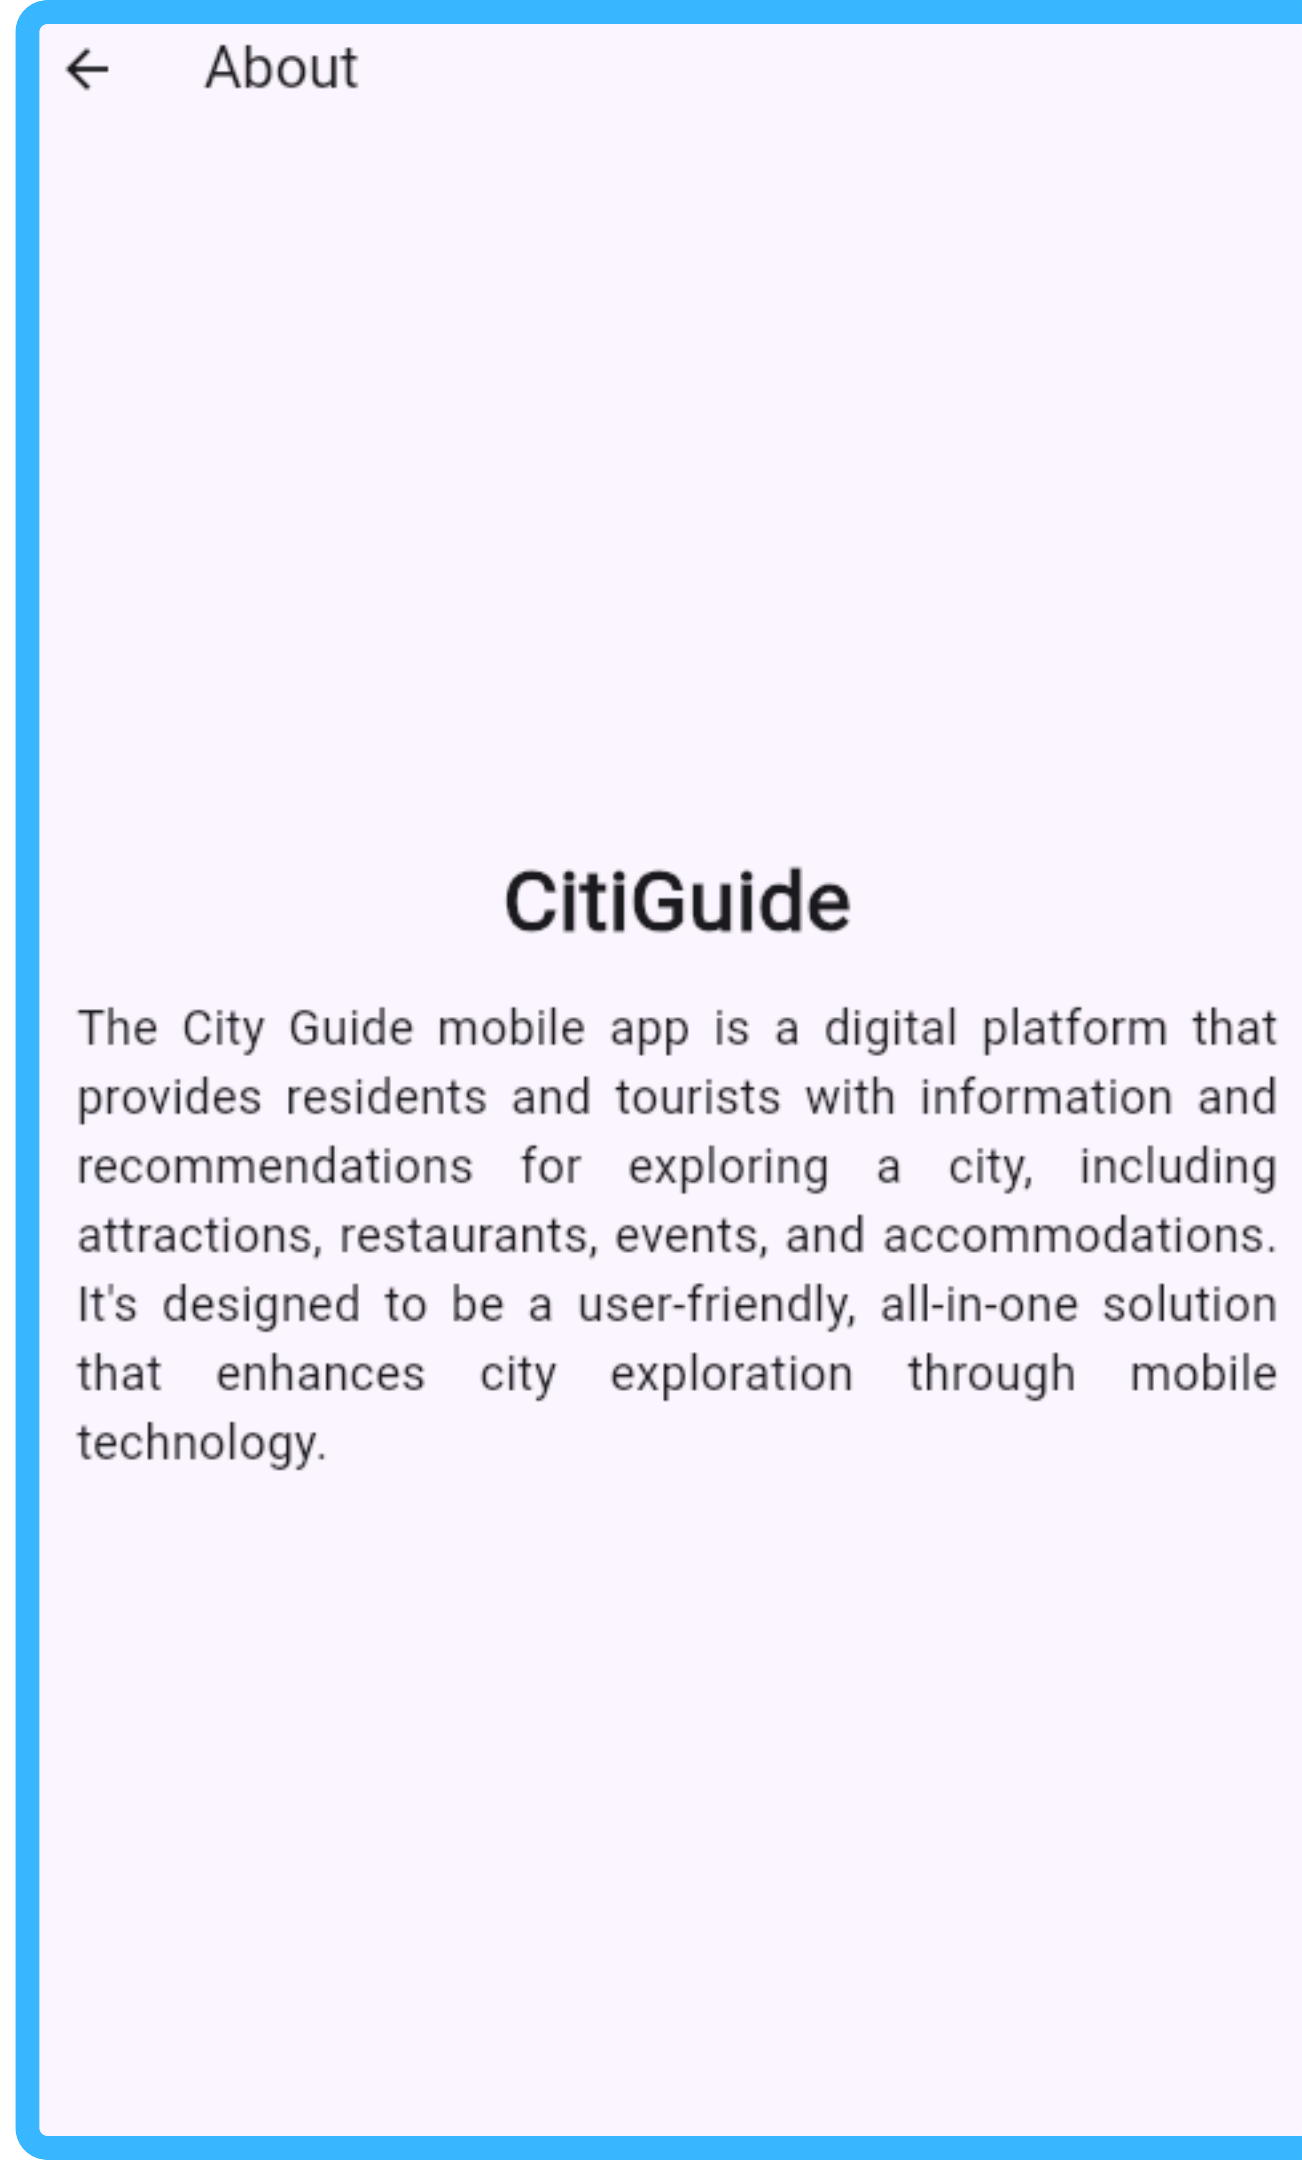 About
CitiGuide
The City Guide mobile app is a digital platform that
provides residents and tourists with information and
recommendations for exploring a city, including
attractions, restaurants, events, and accommodations.
It's designed to be a user-friendly, all-in-one solution
that enhances city exploration through mobile
technology.